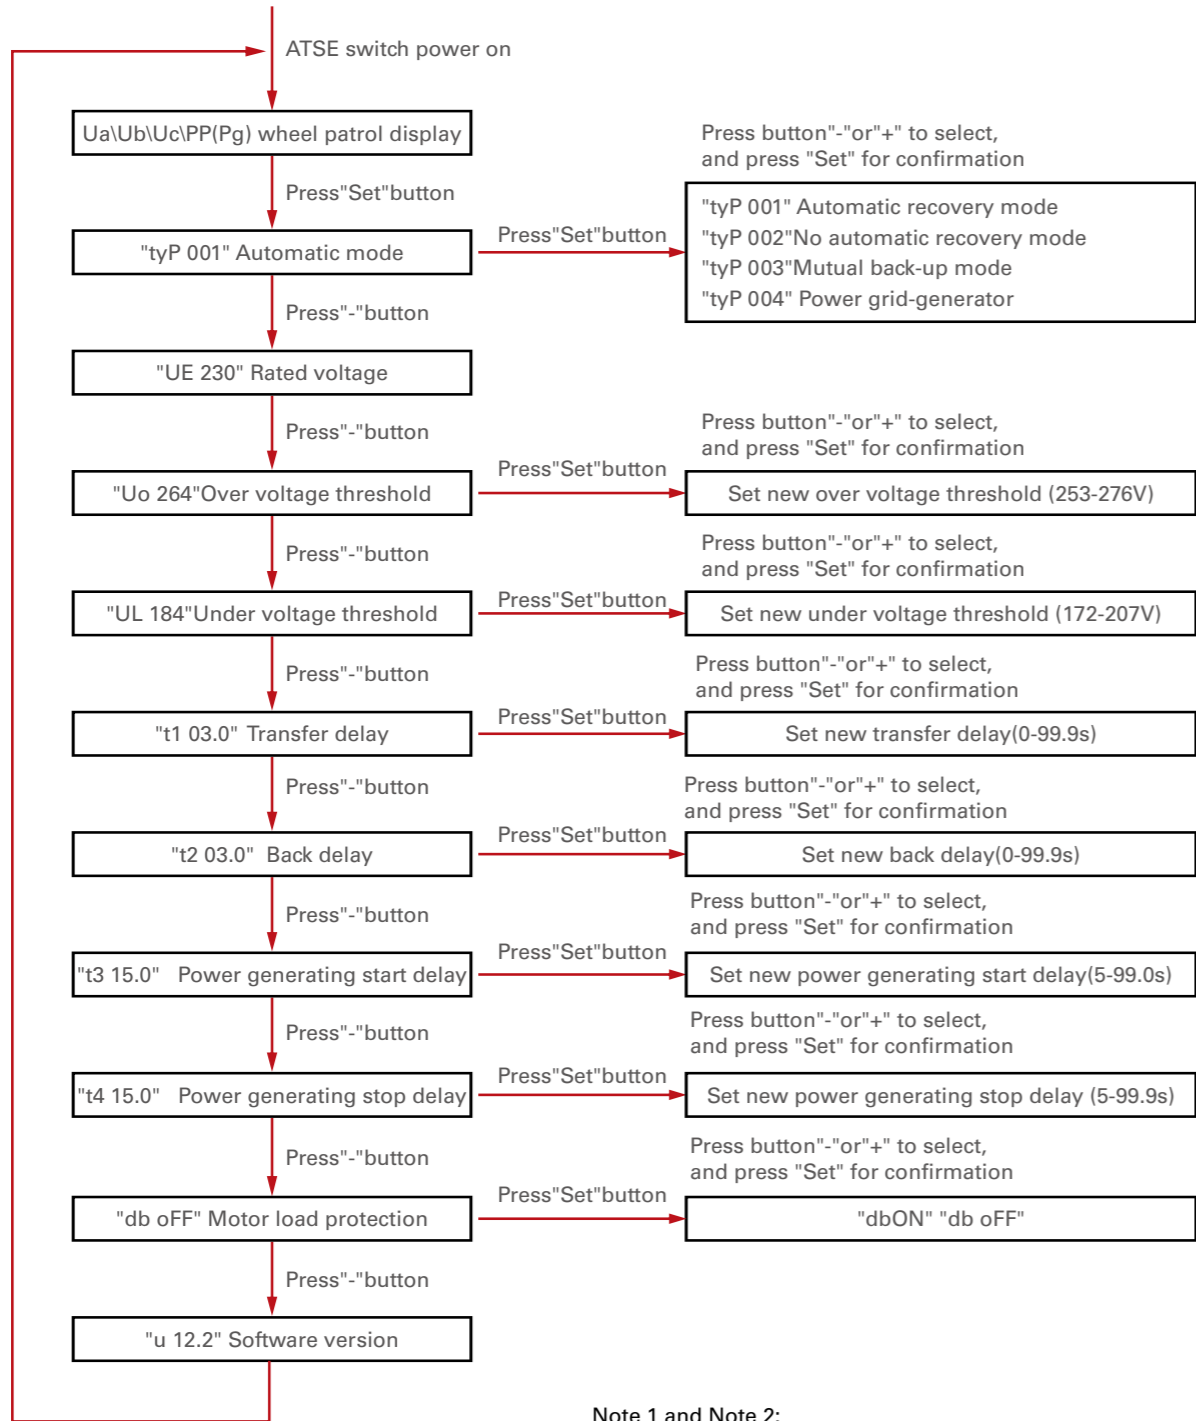 ATSE switch power on
Ua\Ub\Uc\PP(Pg) wheel patrol display
Press"Set"button
Press button"-"or"+" to select,
and press "Set" for confirmation
"tyP 001" Automatic mode
Press"Set"button
"tyP 001" Automatic recovery mode
"tyP 002"No automatic recovery mode
"tyP 003"Mutual back-up mode
"tyP 004" Power grid-generator
Press"-"button
"UE 230" Rated voltage
Press"-"button
Press button"-"or"+" to select,
and press "Set" for confirmation
"Uo 264"Over voltage threshold
Press"Set"button
Set new over voltage threshold (253-276V)
Press"-"button
Press button"-"or"+" to select,
and press "Set" for confirmation
"UL 184"Under voltage threshold
Press"Set"button
Set new under voltage threshold (172-207V)
Press"-"button
Press button"-"or"+" to select,
and press "Set" for confirmation
"t1 03.0" Transfer delay
Press"Set"button
Set new transfer delay(0-99.9s)
Press"-"button
Press button"-"or"+" to select,
and press "Set" for confirmation
"t2 03.0" Back delay
Press"Set"button
Set new back delay(0-99.9s)
Press"-"button
Press button"-"or"+" to select,
and press "Set" for confirmation
"t3 15.0" Power generating start delay
Press"Set"button
Set new power generating start delay(5-99.0s)
Press"-"button
Press button"-"or"+" to select,
and press "Set" for confirmation
"t4 15.0" Power generating stop delay
Press"Set"button
Set new power generating stop delay (5-99.9s)
Press"-"button
Press button"-"or"+" to select,
and press "Set" for confirmation
"db oFF" Motor load protection
Press"Set"button
"dbON" "db oFF"
Press"-"button
"u 12.2" Software version
Note 1 and Note 2: